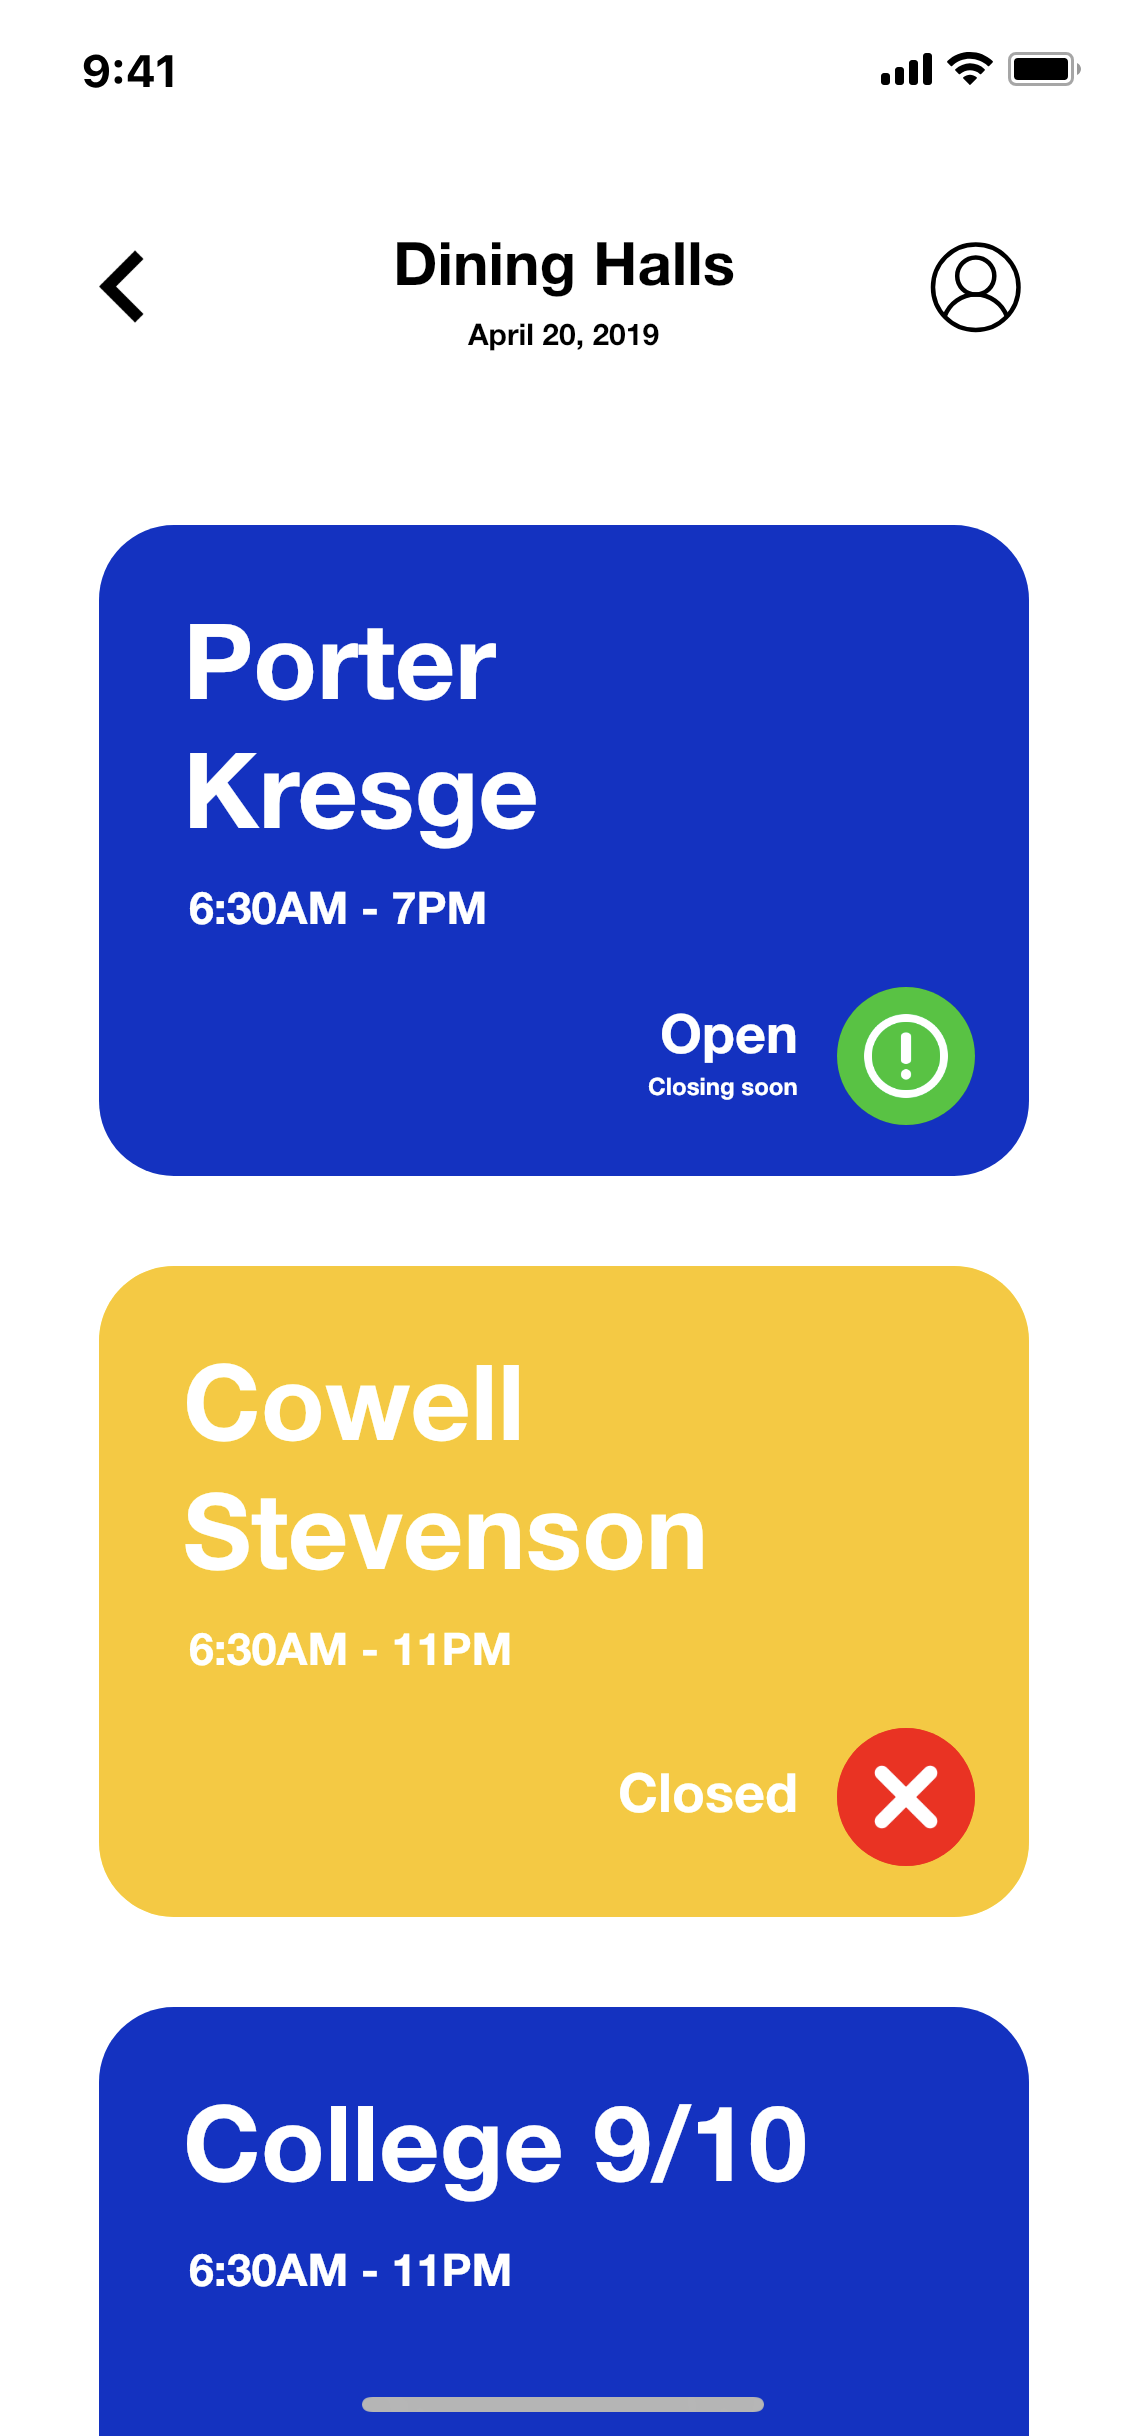 9:41
Dining Halls
April 20, 2019
Porter
Kresge
6:30AM - 7PM
Open
Closing soon
Cowell
Stevenson
6:30AM - 11PM
Closed
College 9/10
6:30AM - 11PM